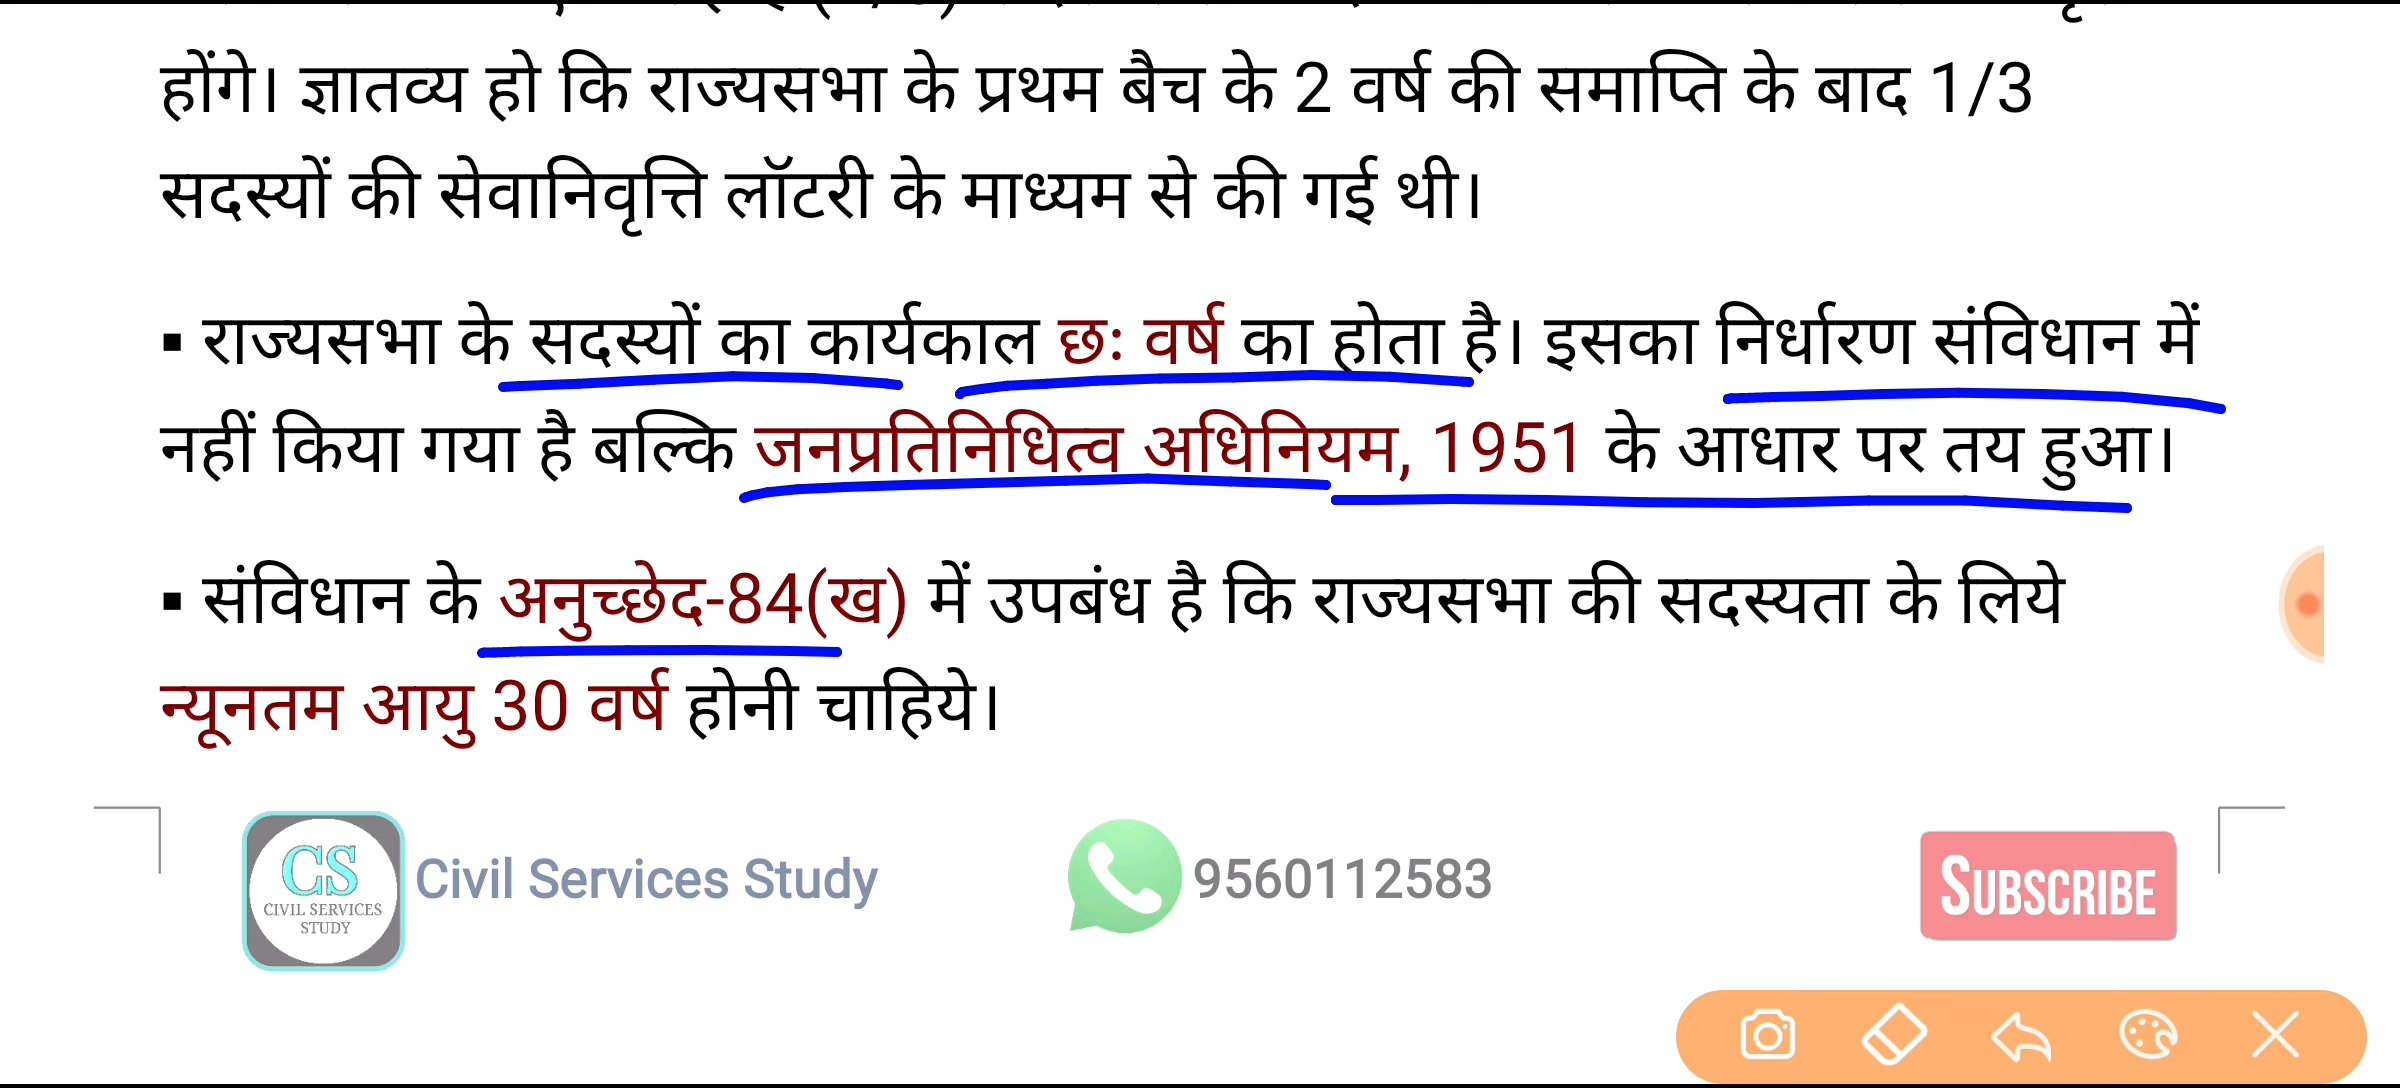 होंगे। ज्ञातव्य हो कि राज्यसभा के प्रथम बैच के 2 वर्ष की समाप्ति के बाद 1/3
सदस्यों की सेवानिवृत्ति लॉटरी के माध्यम से की गई थी।
▪ राज्यसभा के सदस्यों का कार्यकाल छः वर्ष का होता है। इसका निर्धारण संविधान में
नहीं किया गया है बल्कि जनप्रतिनिधित्व अधिनियम, 1951 के आधार पर तय हुआ।
▪ संविधान के अनुच्छेद-84(ख) में उपबंध है कि राज्यसभा की सदस्यता के लिये
न्यूनतम आयु 30 वर्ष होनी चाहिये।
CS
CIVIL SERVICES
STUDY
Civil Services Study
9560112583
SUBSCRIBE